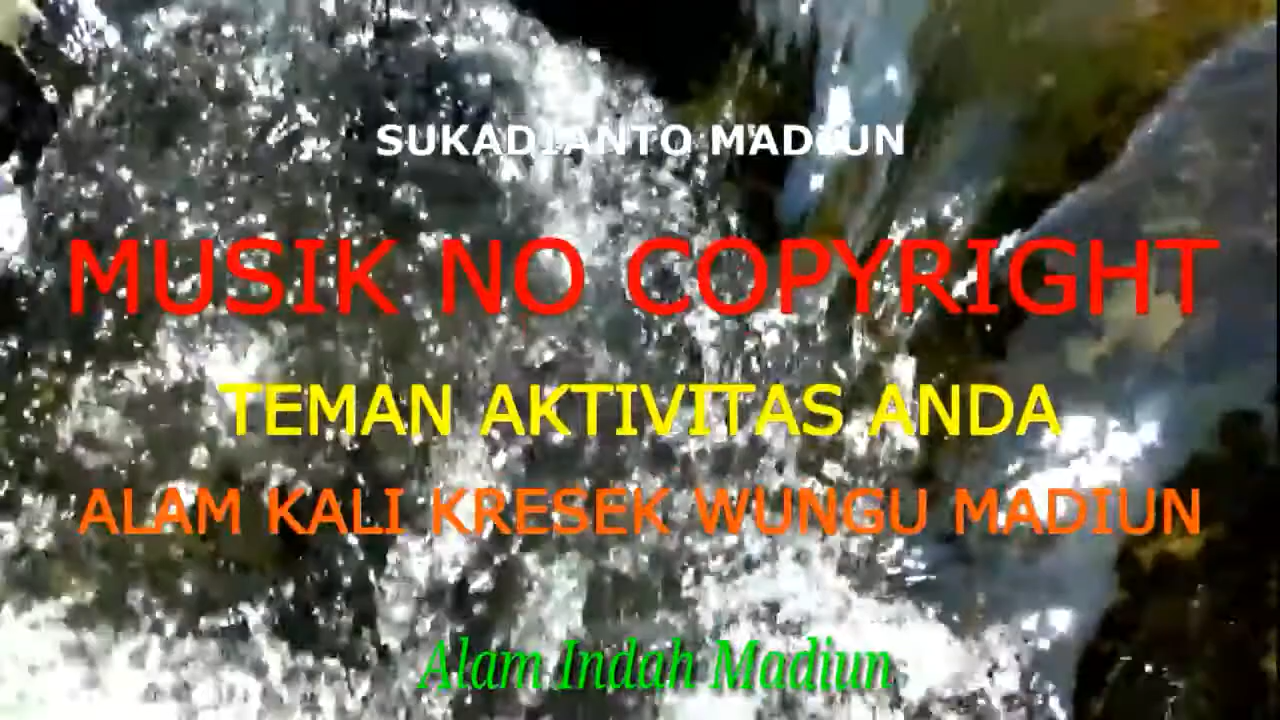 SUKADIANTO MADiUN
MUSIK NO COPYRIGHT
TEMAN AKTIVITAS ANDA
ALAM KALI KRESEK WUNGU MADIUN
Alam Indah Madiun